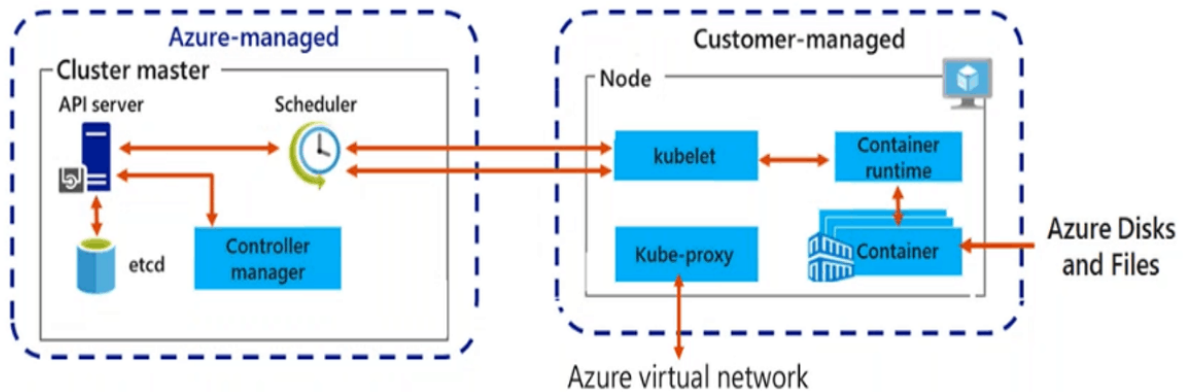 Azure-managed
Cluster master
API server
Scheduler
etcd
Controller
manager
Customer-managed
Node
kubelet
Container
runtime
Kube-proxy
Container
Azure Disks
and Files
Azure virtual network